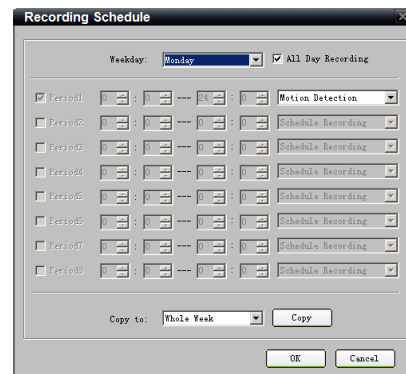 Recording Schedule
Weekday: Monday All Day Recording
Period1 0 : 0 --- 24 : 0 Motion Detection
Period2 0 : 0 --- 0 : 0 Schedule Recording
Period3 0 : 0 --- 0 : 0 Schedule Recording
Period4 0 : 0 --- 0 : 0 Schedule Recording
Period5 0 : 0 --- 0 : 0 Schedule Recording
Period5 0 : 0 --- 0 : 0 Schedule Recording
Period7 0 : 0 --- 0 : 0 Schedule Recording
0 : 0 --- 0 : 0 Schedule Recording
Copy to: Whole Week Copy
OK Cancel